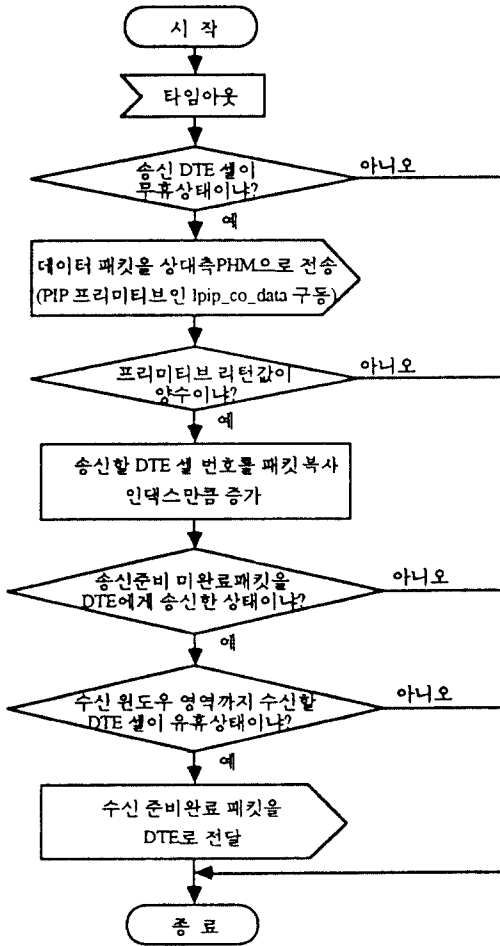 시 작
타임아웃
송신 DTE 셀이
무휴상태이냐?
아니오
예
데이터 패킷을 상대측PHM으로 전송
(PIP 프리미티브인 lpip_co_data 구동)
프리미티브 리턴값이
양수이냐?
아니오
예
송신할 DTE 셀 번호를 패킷 복사
인댁스만큼 증가
송신준비 미완료패킷을
DTE에게 송신한 상태이냐?
아니오
예
수신 윈도우 영역까지 수신할
DTE 셀이 유휴상태이냐?
아니오
예
수신 준비완료 패킷을
DTE로 전달
종 료